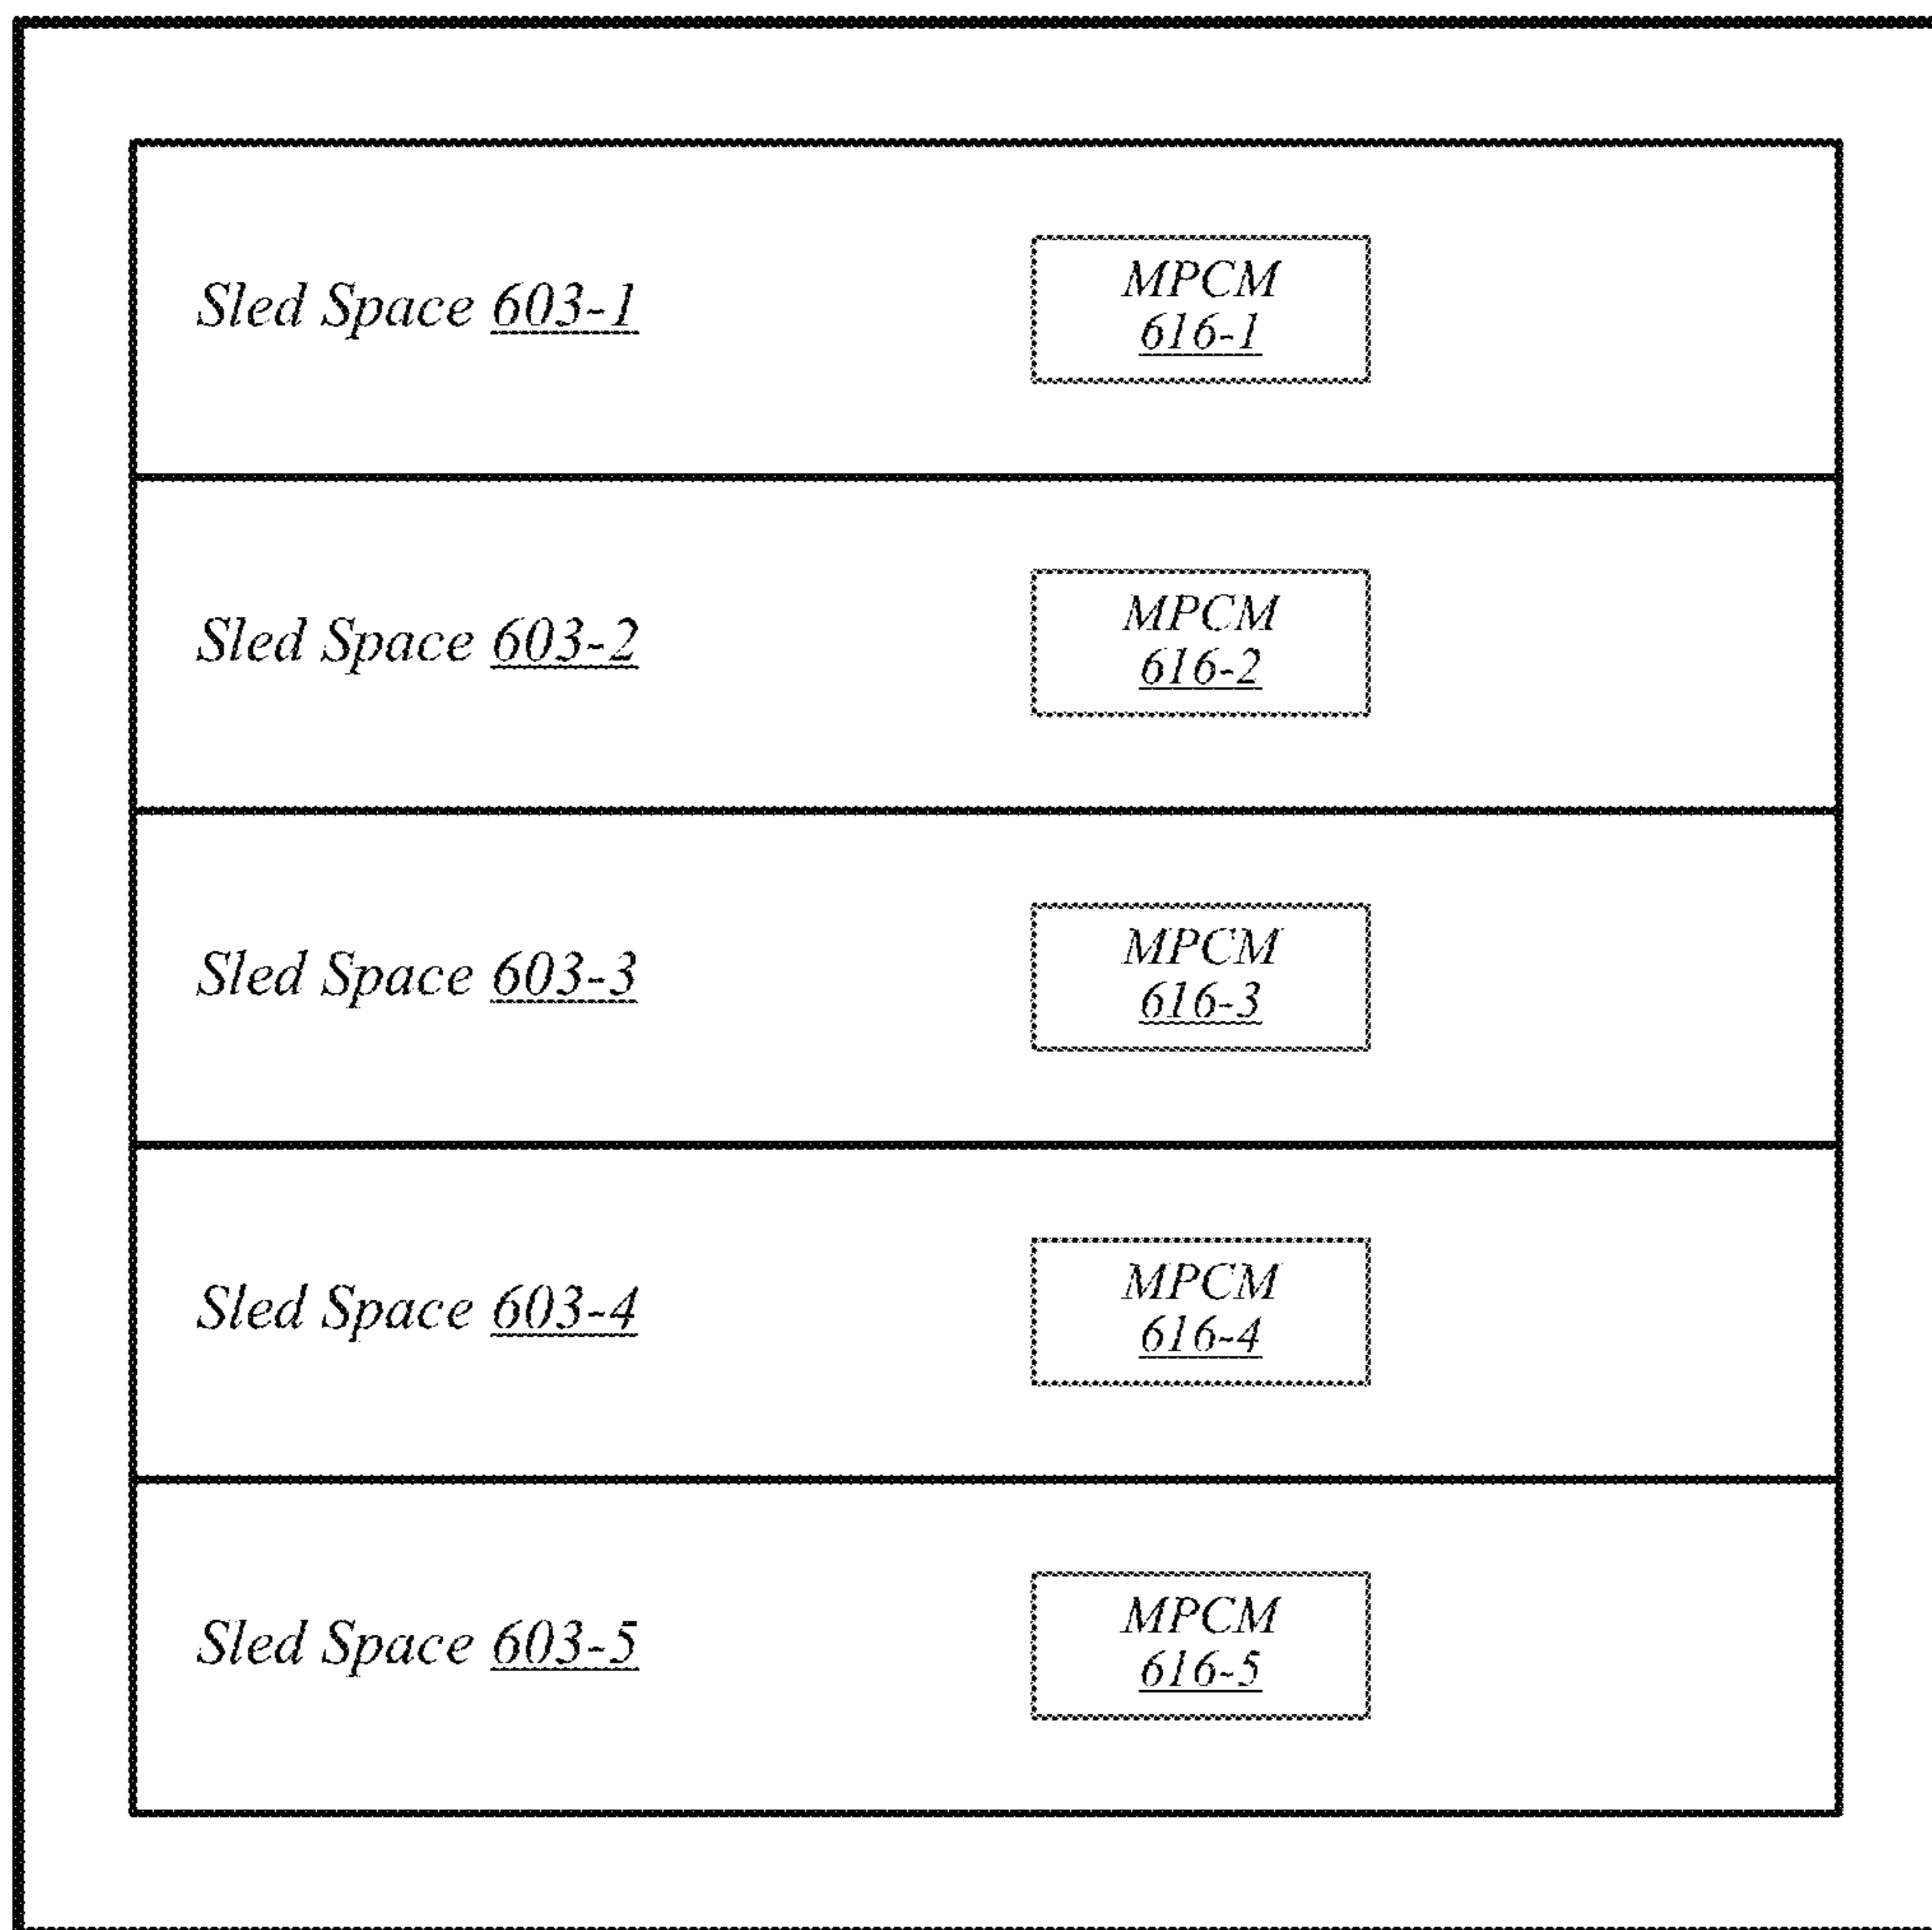 Sled Space 603-1
MPCM
616-1
Sled Space 603-2
MPCM
616-2
Sled Space 603-3
MPCM
616-3
Sled Space 603-4
MPCM
616-4
Sled Space 603-5
MPCM
616-5